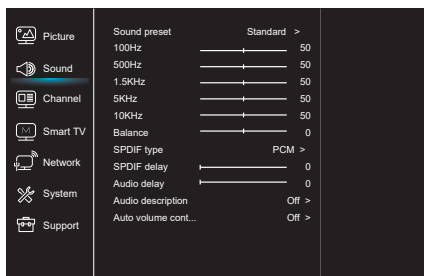 Picture
Sound
Channel
M
Smart TV
Network
System
Support
Sound preset Standard >
100Hz 50
500Hz 50
1.5KHz 50
5KHz 50
10KHz 50
Balance 0
SPDIF type PCM >
SPDIF delay 0
Audio delay 0
Audio description Off >
Auto volume cont... Off >